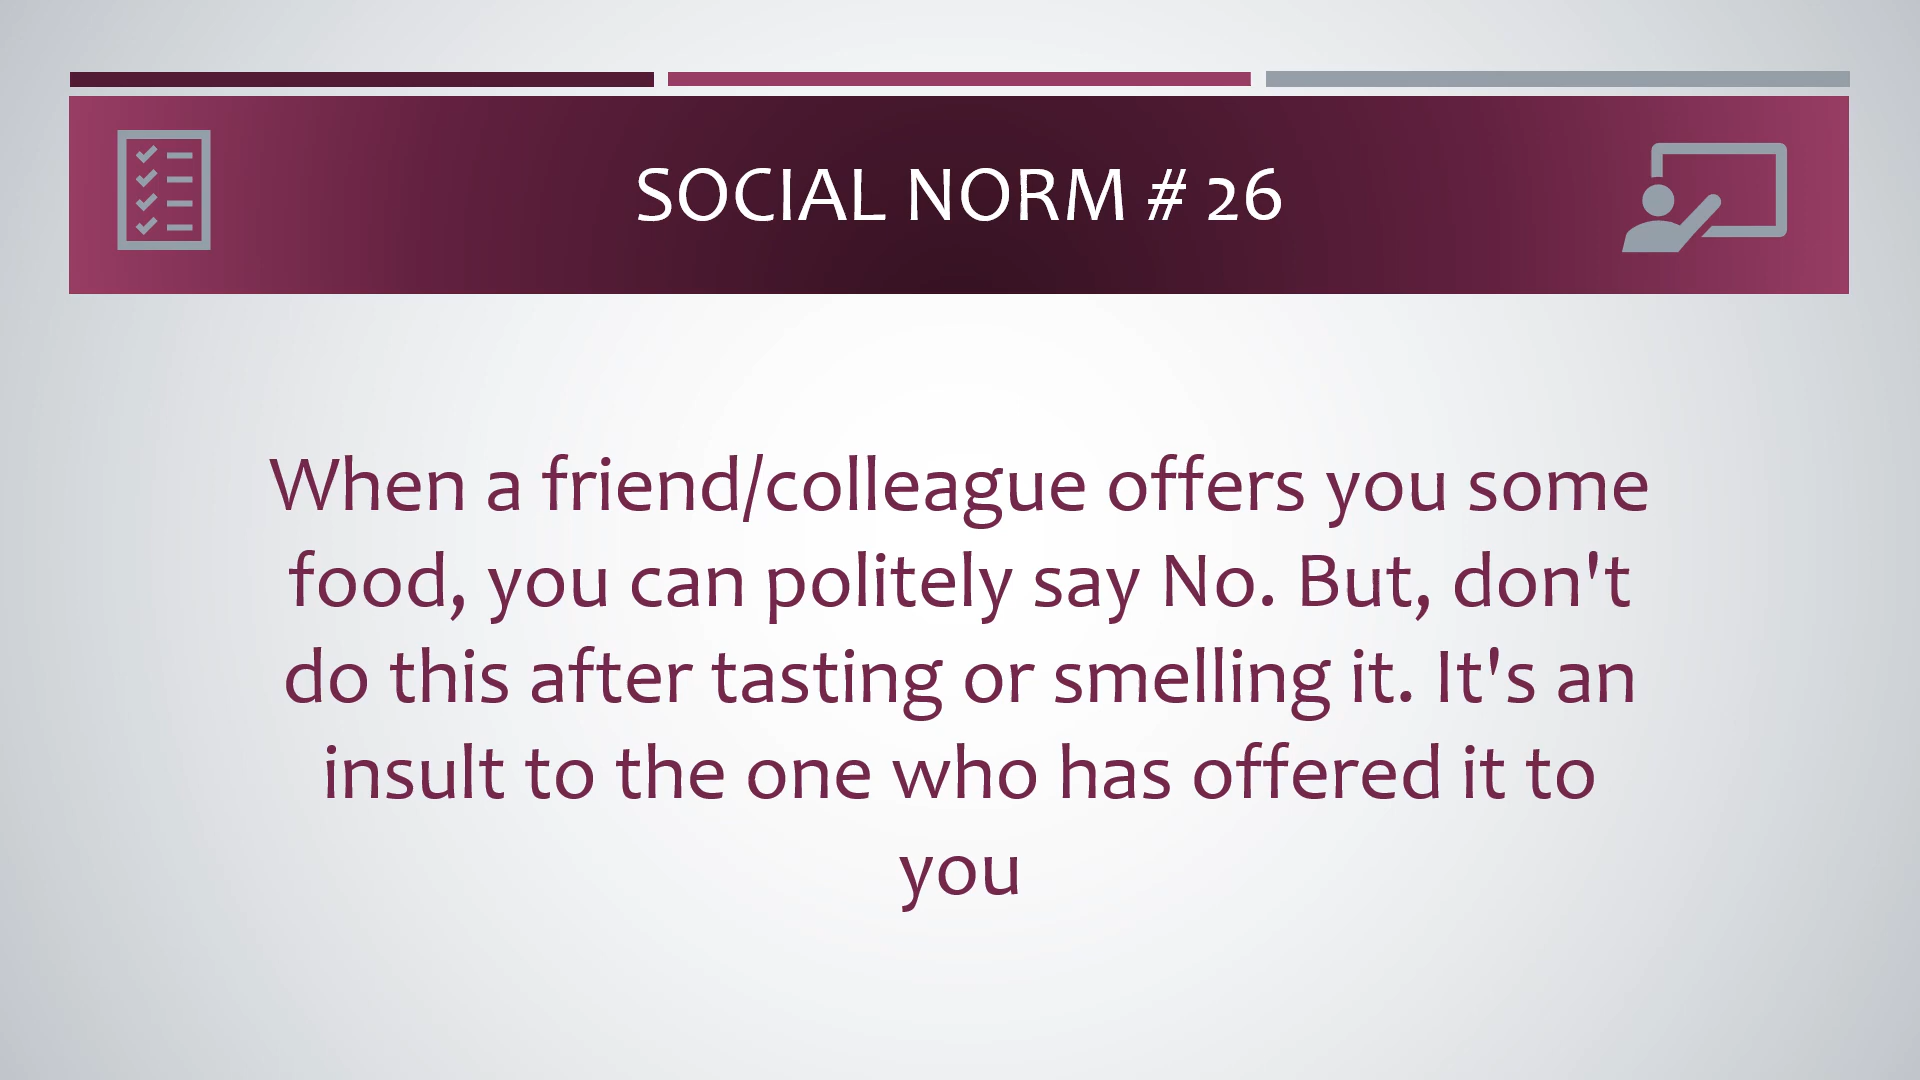 SOCIAL NORM # 26
When a friend/colleague offers you some
food, you can politely say No. But, don't
do this after tasting or smelling it. It's an
insult to the one who has offered it to
you